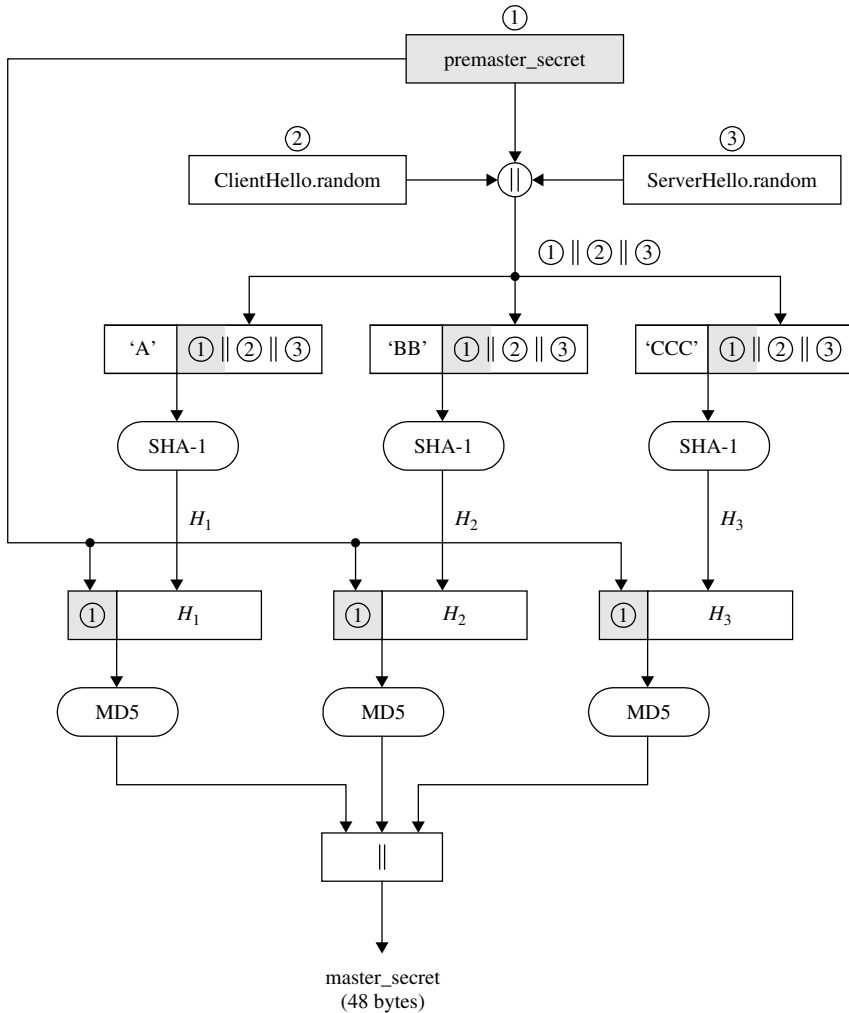 ①
premaster_secret
② ③
ClientHello.random || ServerHello.random
① || ② || ③
‘A’ ① || ② || ③ ‘BB’ ① || ② || ③ ‘CCC’ ① || ② || ③
SHA-1 SHA-1 SHA-1
H₁ H₂ H₃
① H₁ ① H₂ ① H₃
MD5 MD5 MD5
||
master_secret
(48 bytes)